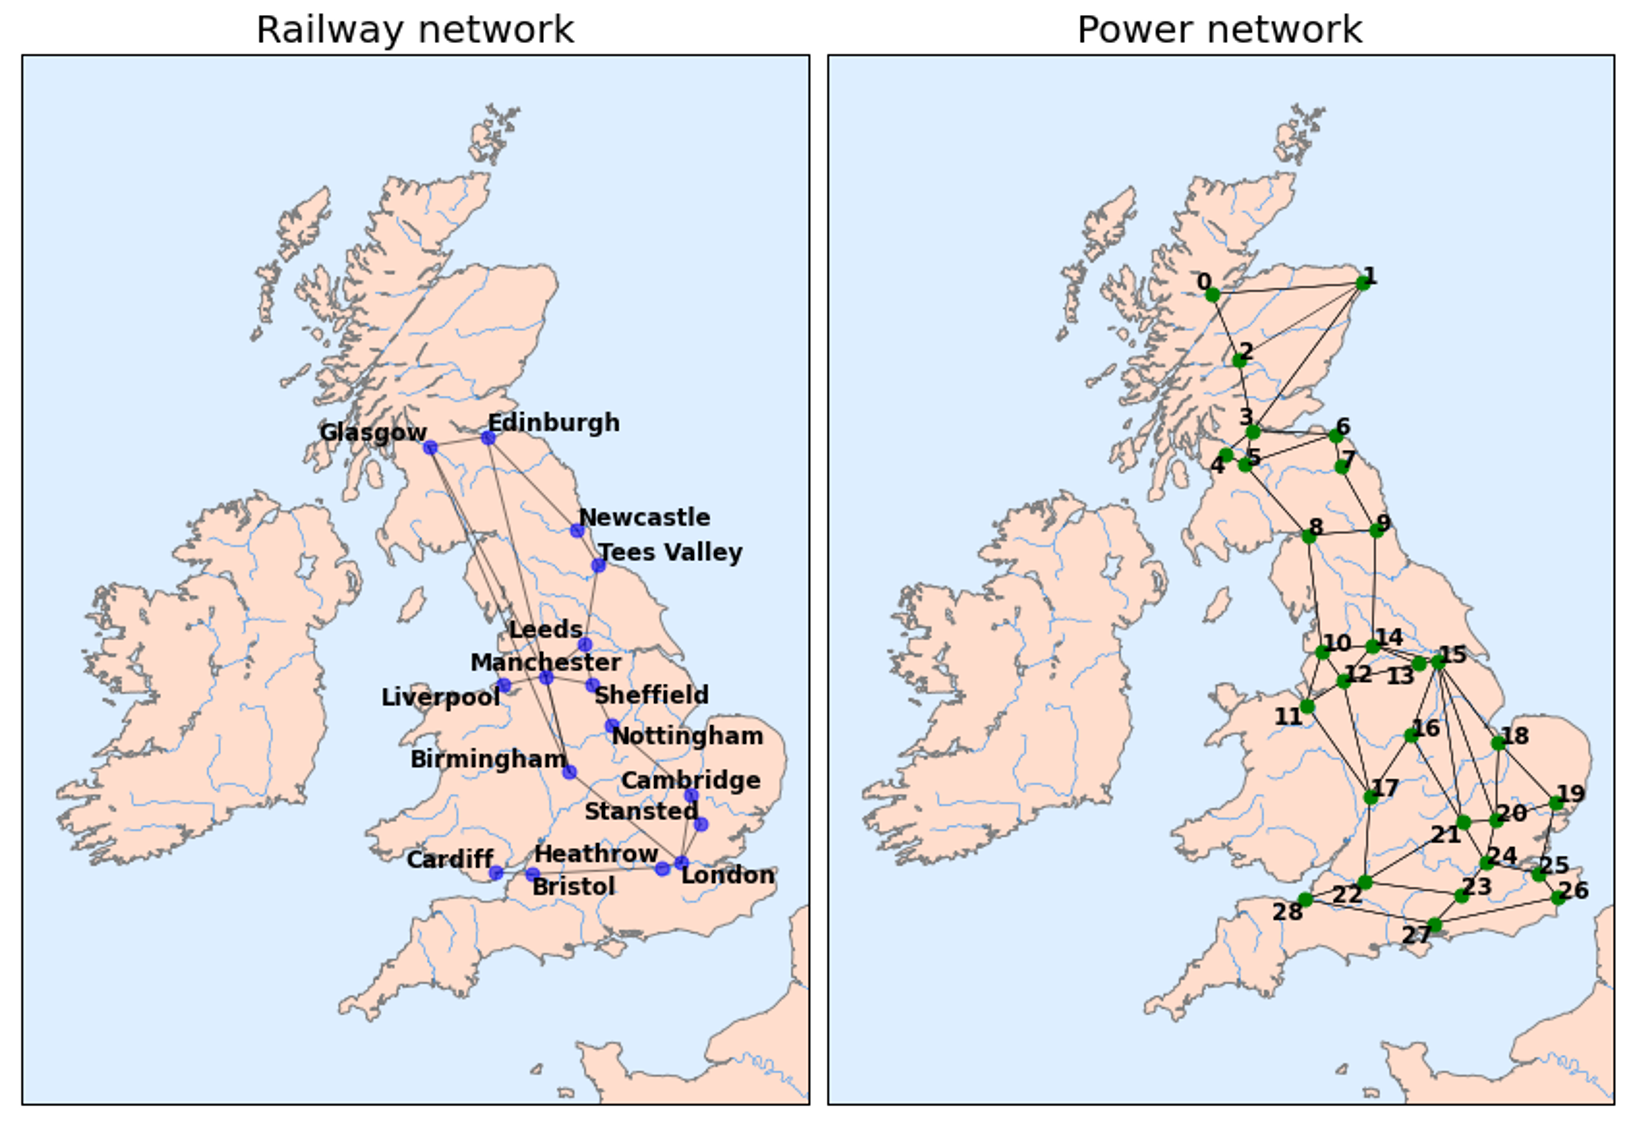 Railway network
Edinburgh
Glasgow
Newcastle
Tees Valley
Leeds
Manchester
Liverpool
Sheffield
Nottingham
Birmingham
Cambridge
Stansted
Cardiff
Heathrow
London
Bristol
Power network
0
1
2
3
6
4
5
7
8
9
10
14
15
12
13
11
16
18
17
19
20
21
24
25
22
23
26
28
27